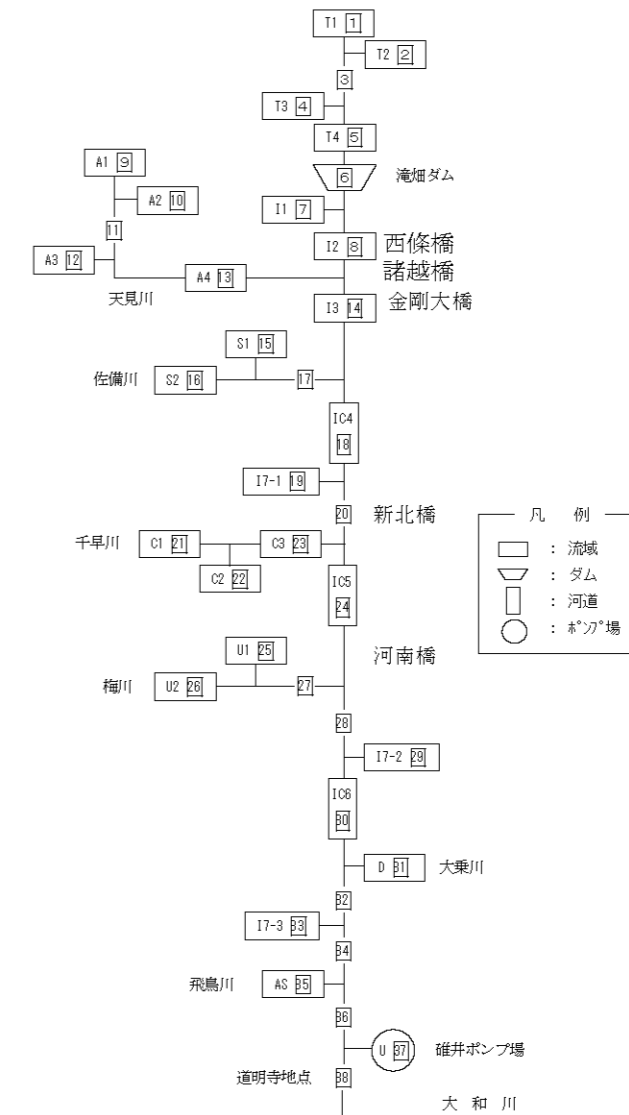 T1 1
T2 2
3
T3 4
T4 5
6 滝畑ダム
A1 9
A2 10
I1 7
11
I2 8 西條橋
A3 12
諸越橋
A4 13
天見川
I3 14 金剛大橋
S1 15
佐備川 S2 16 17
IC4
18
I7-1 19
20 新北橋
千早川 C1 21 C3 23
C2 22
IC5
24
凡 例
: 流域
: ダム
: 河道
: ポンプ場
U1 25
河南橋
梅川 U2 26 27
28
I7-2 29
IC6
30
D 31 大乗川
32
I7-3 33
34
飛鳥川 AS 35
36
U 37 碓井ポンプ場
道明寺地点 38
大 和 川